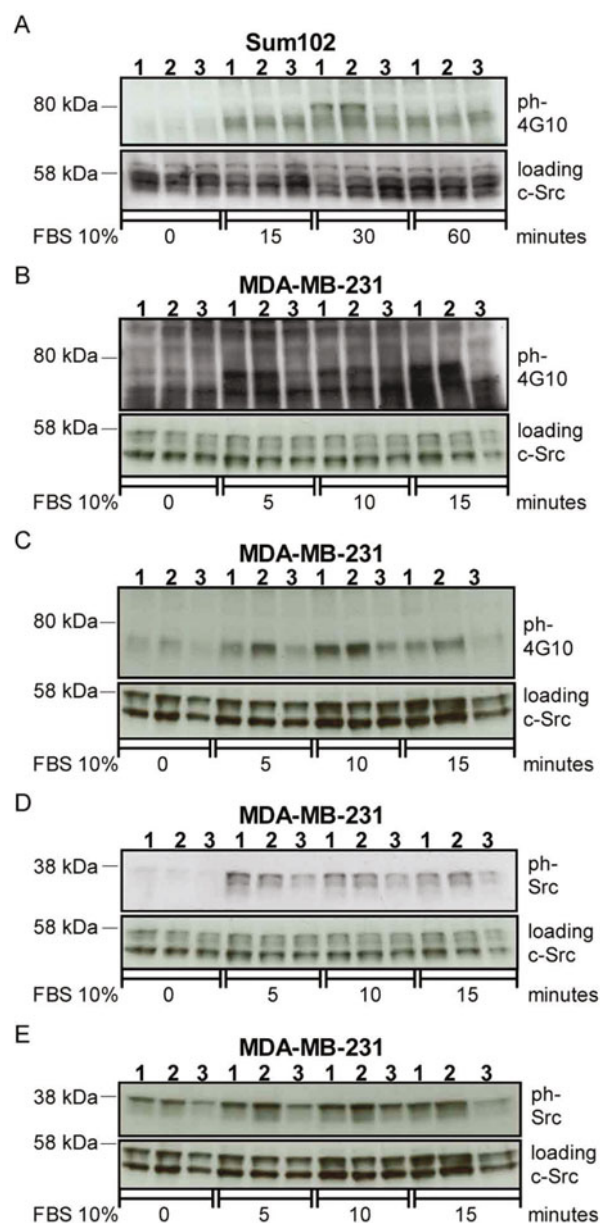 A
Sum102
1 2 3 1 2 3 1 2 3 1 2 3
80 kDa
ph-
4G10
58 kDa
loading
c-Src
FBS 10% 0 15 30 60 minutes
B
MDA-MB-231
1 2 3 1 2 3 1 2 3 1 2 3
80 kDa
ph-
4G10
58 kDa
loading
c-Src
FBS 10% 0 5 10 15 minutes
C
MDA-MB-231
1 2 3 1 2 3 1 2 3 1 2 3
80 kDa
ph-
4G10
58 kDa
loading
c-Src
FBS 10% 0 5 10 15 minutes
D
MDA-MB-231
1 2 3 1 2 3 1 2 3 1 2 3
38 kDa
ph-
Src
58 kDa
loading
c-Src
FBS 10% 0 5 10 15 minutes
E
MDA-MB-231
1 2 3 1 2 3 1 2 3 1 2 3
38 kDa
ph-
Src
58 kDa
loading
c-Src
FBS 10% 0 5 10 15 minutes